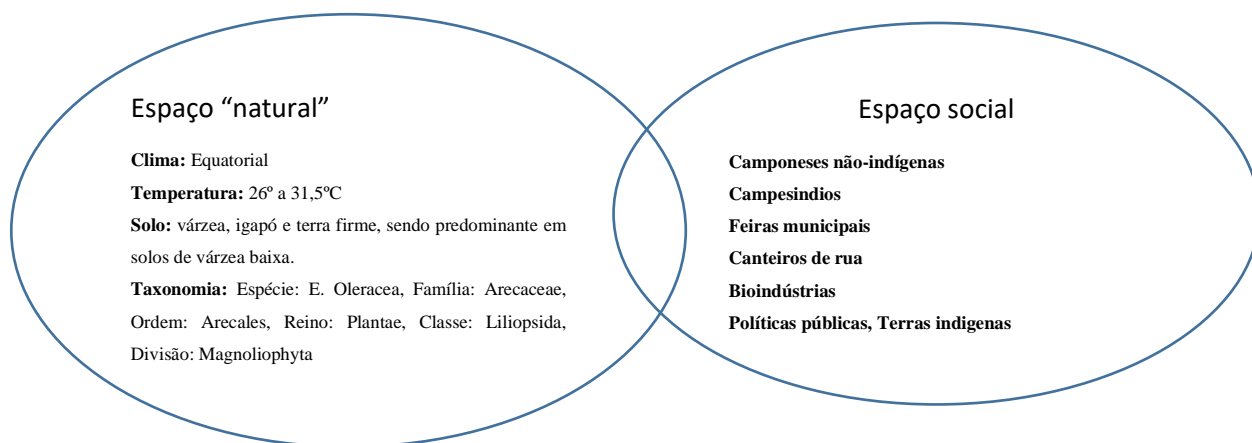 Espaço “natural”
Clima: Equatorial
Temperatura: 26º a 31,5ºC
Solo: várzea, igapó e terra firme, sendo predominante em
solos de várzea baixa.
Taxonomia: Espécie: E. Oleracea, Família: Arecaceae,
Ordem: Arecales, Reino: Plantae, Classe: Liliopsida,
Divisão: Magnoliophyta
Espaço social
Camponeses não-indígenas
Campesindios
Feiras municipais
Canteiros de rua
Bioindústrias
Políticas públicas, Terras indigenas